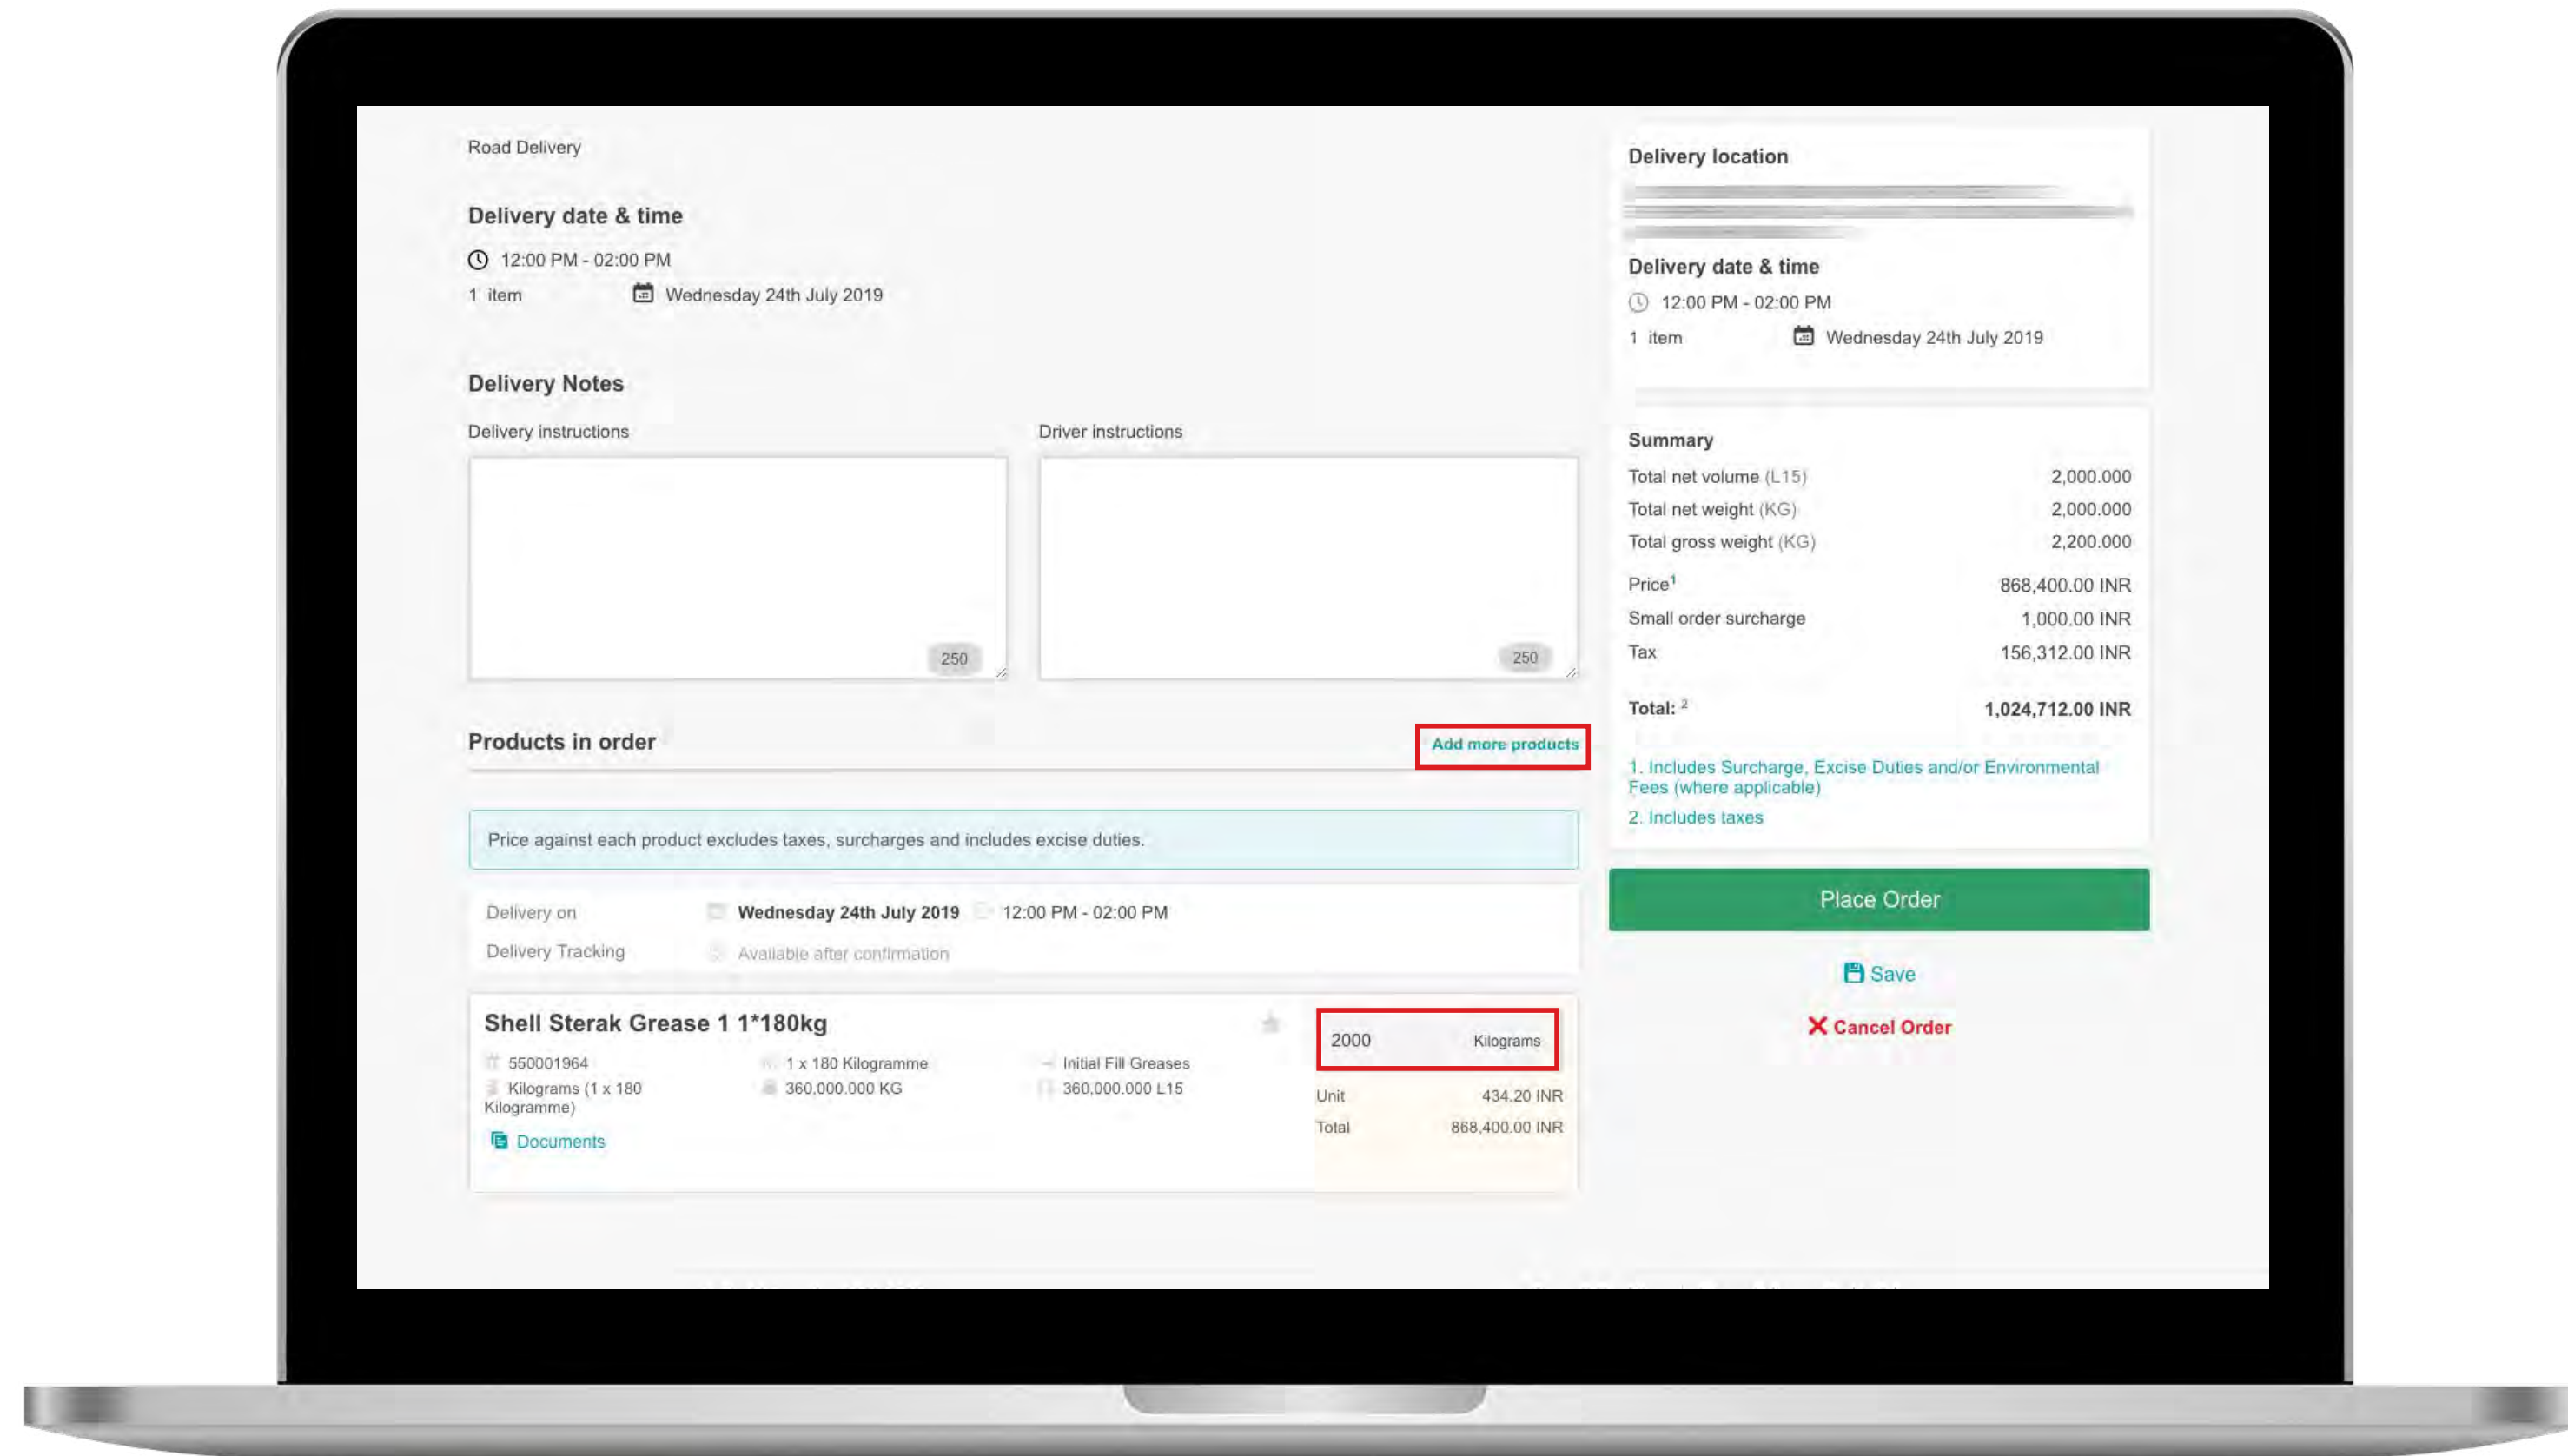 Road Delivery
Delivery date & time
12:00 PM - 02:00 PM
1 item Wednesday 24th July 2019
Delivery Notes
Delivery instructions Driver instructions
250 250
Products in order Add more products
Price against each product excludes taxes, surcharges and includes excise duties.
Delivery on Wednesday 24th July 2019 12:00 PM - 02:00 PM
Delivery Tracking Available after confirmation
Shell Sterak Grease 1 1*180kg
550001964 1 x 180 Kilogramme Initial Fill Greases
Kilograms (1 x 180 360,000.000 KG 360,000.000 L15
Kilogramme)
Documents
2000 Kilograms
Unit 434.20 INR
Total 868,400.00 INR
Delivery location
Delivery date & time
12:00 PM - 02:00 PM
1 item Wednesday 24th July 2019
Summary
Total net volume (L15) 2,000.000
Total net weight (KG) 2,000.000
Total gross weight (KG) 2,200.000
Price¹ 868,400.00 INR
Small order surcharge 1,000.00 INR
Tax 156,312.00 INR
Total: ² 1,024,712.00 INR
1. Includes Surcharge, Excise Duties and/or Environmental
Fees (where applicable)
2. Includes taxes
Place Order
Save
Cancel Order